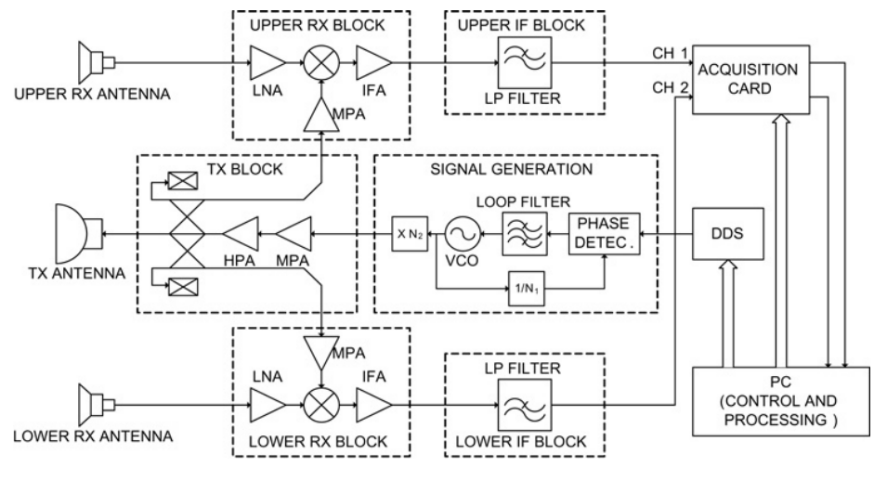 UPPER RX BLOCK
UPPER IF BLOCK
CH 1
ACQUISITION
CARD
LNA
IFA
LP FILTER
UPPER RX ANTENNA
CH 2
MPA
TX BLOCK
SIGNAL GENERATION
LOOP FILTER
PHASE
DETEC .
DDS
X N₂
VCO
HPA
MPA
TX ANTENNA
1/N₁
MPA
LNA
IFA
LP FILTER
PC
(CONTROL AND
PROCESSING )
LOWER RX ANTENNA
LOWER RX BLOCK
LOWER IF BLOCK